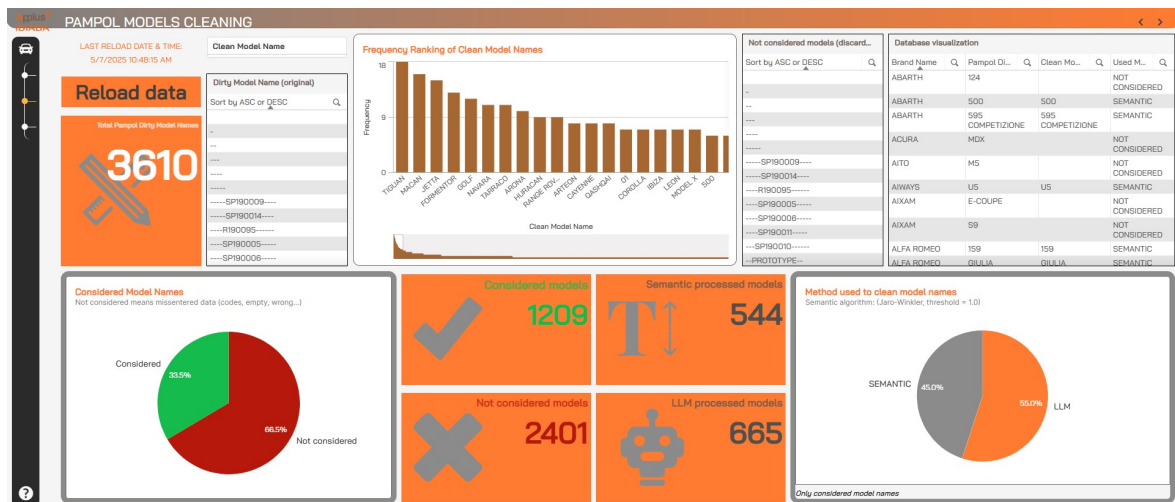 PAMPOL MODELS CLEANING
LAST RELOAD DATE & TIME:
5/7/2025 10:48:15 AM
Reload data
Total Pampol Dirty Model Names
3610
Clean Model Name
Dirty Model Name (original)
Sort by ASC or DESC
-
--
---
----
-----
-----SP190009----
-----SP190014----
----R190095------
----SP190005-----
----SP190006-----
Frequency Ranking of Clean Model Names
Frequency
18
9
0
TIGUAN
MACAN
JETTA
FORMENTOR
GOLF
NAVARA
TARRACO
ARONA
HURACAN
RANGE ROV...
ARTEON
CAYENNE
QASHQAI
01
COROLLA
IBIZA
LEON
MODEL X
500
Clean Model Name
Not considered models (discard...
Sort by ASC or DESC
-
--
---
----
-----
-----SP190009----
-----SP190014----
----R190095------
----SP190005-----
----SP190006-----
---SP190011-----
---SP190010------
--PROTOTYPE--
Database visualization
Brand Name Pampol Di... Clean Mo... Used M...
ABARTH 124 NOT CONSIDERED
ABARTH 500 500 SEMANTIC
ABARTH 595 COMPETIZIONE 595 COMPETIZIONE SEMANTIC
ACURA MDX NOT CONSIDERED
AITO M5 NOT CONSIDERED
AIWAYS U5 U5 SEMANTIC
AIXAM E-COUPE NOT CONSIDERED
AIXAM S9 NOT CONSIDERED
ALFA ROMEO 159 159 SEMANTIC
ALFA ROMEO GIULIA GIULIA SEMANTIC
Considered Model Names
Not considered means missentered data (codes, empty, wrong...)
Considered
33.5%
66.5%
Not considered
Considered models
1209
Semantic processed models
544
Not considered models
2401
LLM processed models
665
Method used to clean model names
Semantic algorithm: (Jaro-Winkler, threshold = 1.0)
SEMANTIC
45.0%
55.0%
LLM
Only considered model names